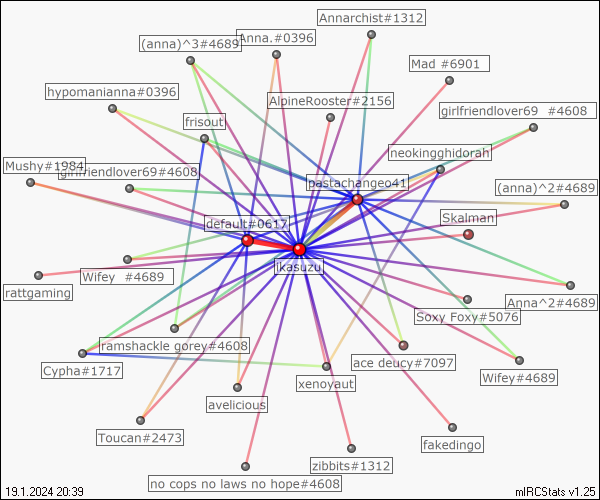 Annarchist#1312
(anna)^3#4689
Anna.#0396
Mad #6901
hypomanianna#0396
AlpineRooster#2156
girlfriendlover69 #4608
frisout
neokingghidorah
Mushy#1984
girlfriendlover69#4608
pastachangeo41
(anna)^2#4689
default#0617
Skalman
ikasuzu
Wifey #4689
rattgaming
Anna^2#4689
Soxy Foxy#5076
ramshackle gorey#4608
ace deucy#7097
Cypha#1717
xenoyaut
Wifey#4689
avelicious
Toucan#2473
fakedingo
zibbits#1312
no cops no laws no hope#4608
19.1.2024 20:39
mIRCStats v1.25